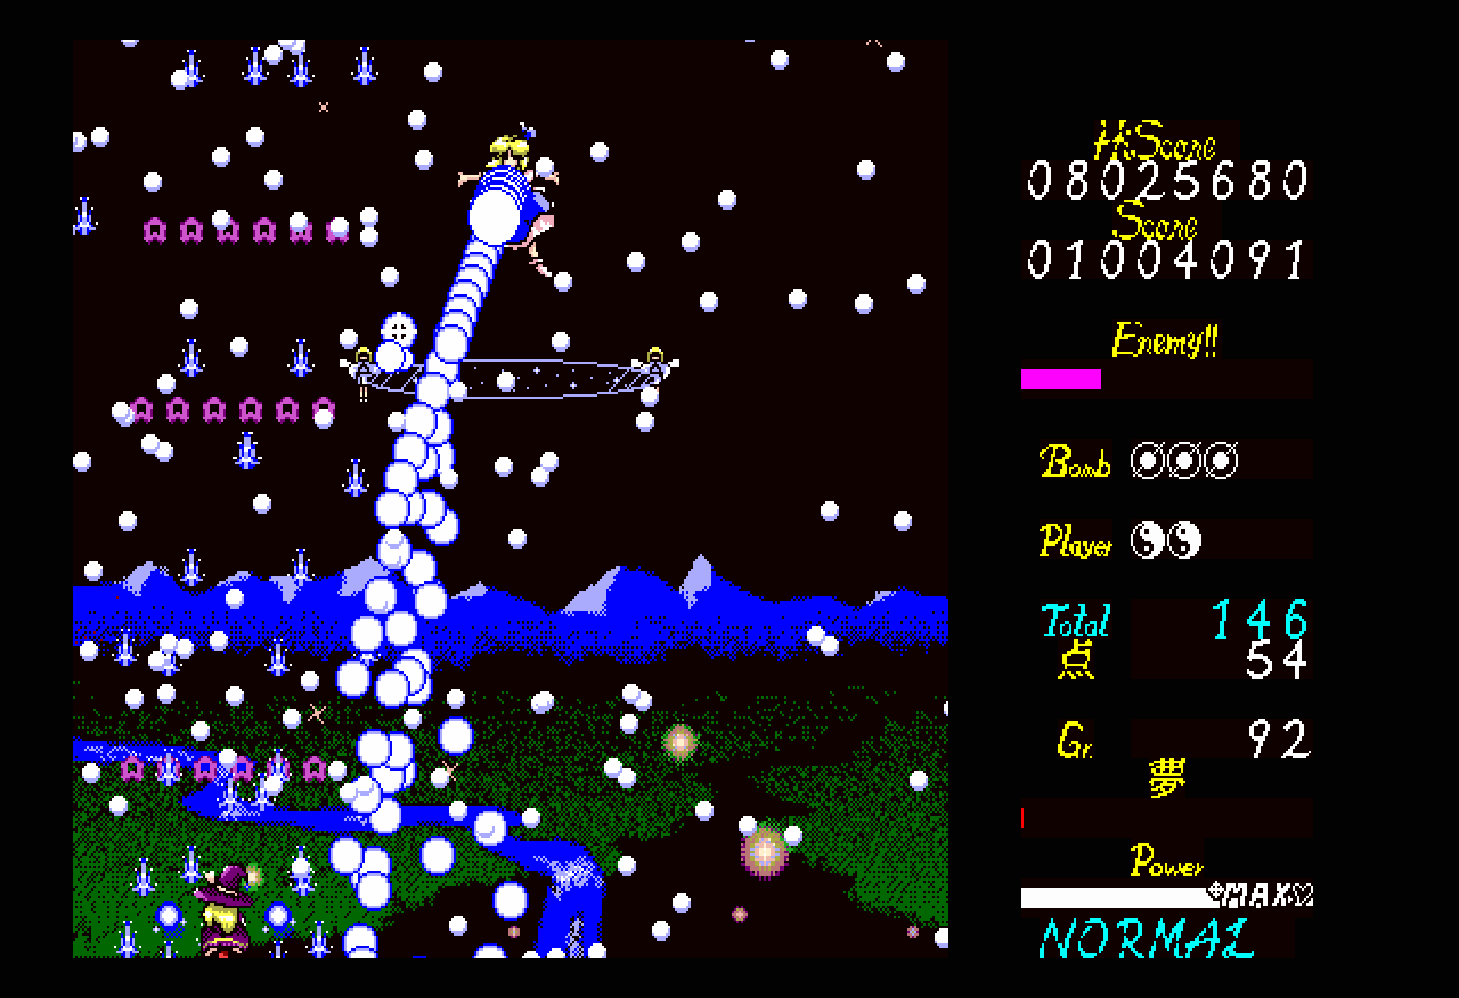 HiScore
08025680
Score
01004091
Enemy!!
Bomb
Player
Total 146
点 54
Gr. 92
夢
Power
MAX
NORMAL